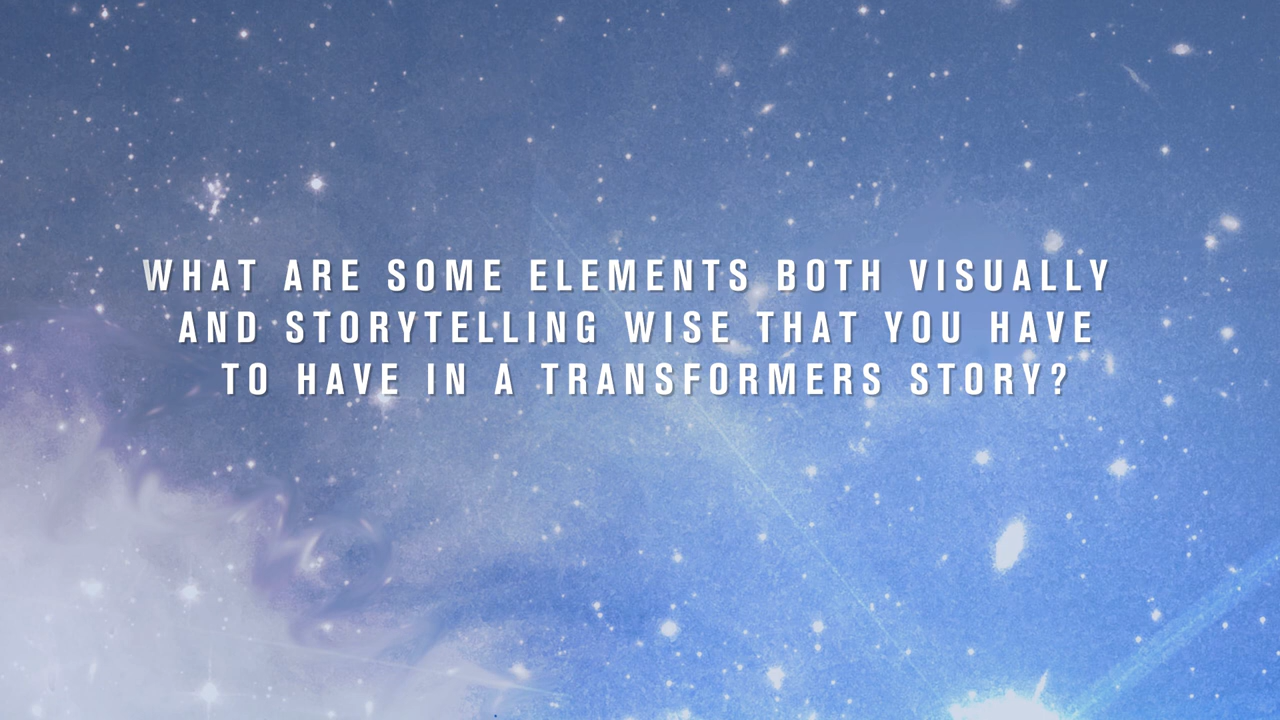 WHAT ARE SOME ELEMENTS BOTH VISUALLY
AND STORYTELLING WISE THAT YOU HAVE
TO HAVE IN A TRANSFORMERS STORY?